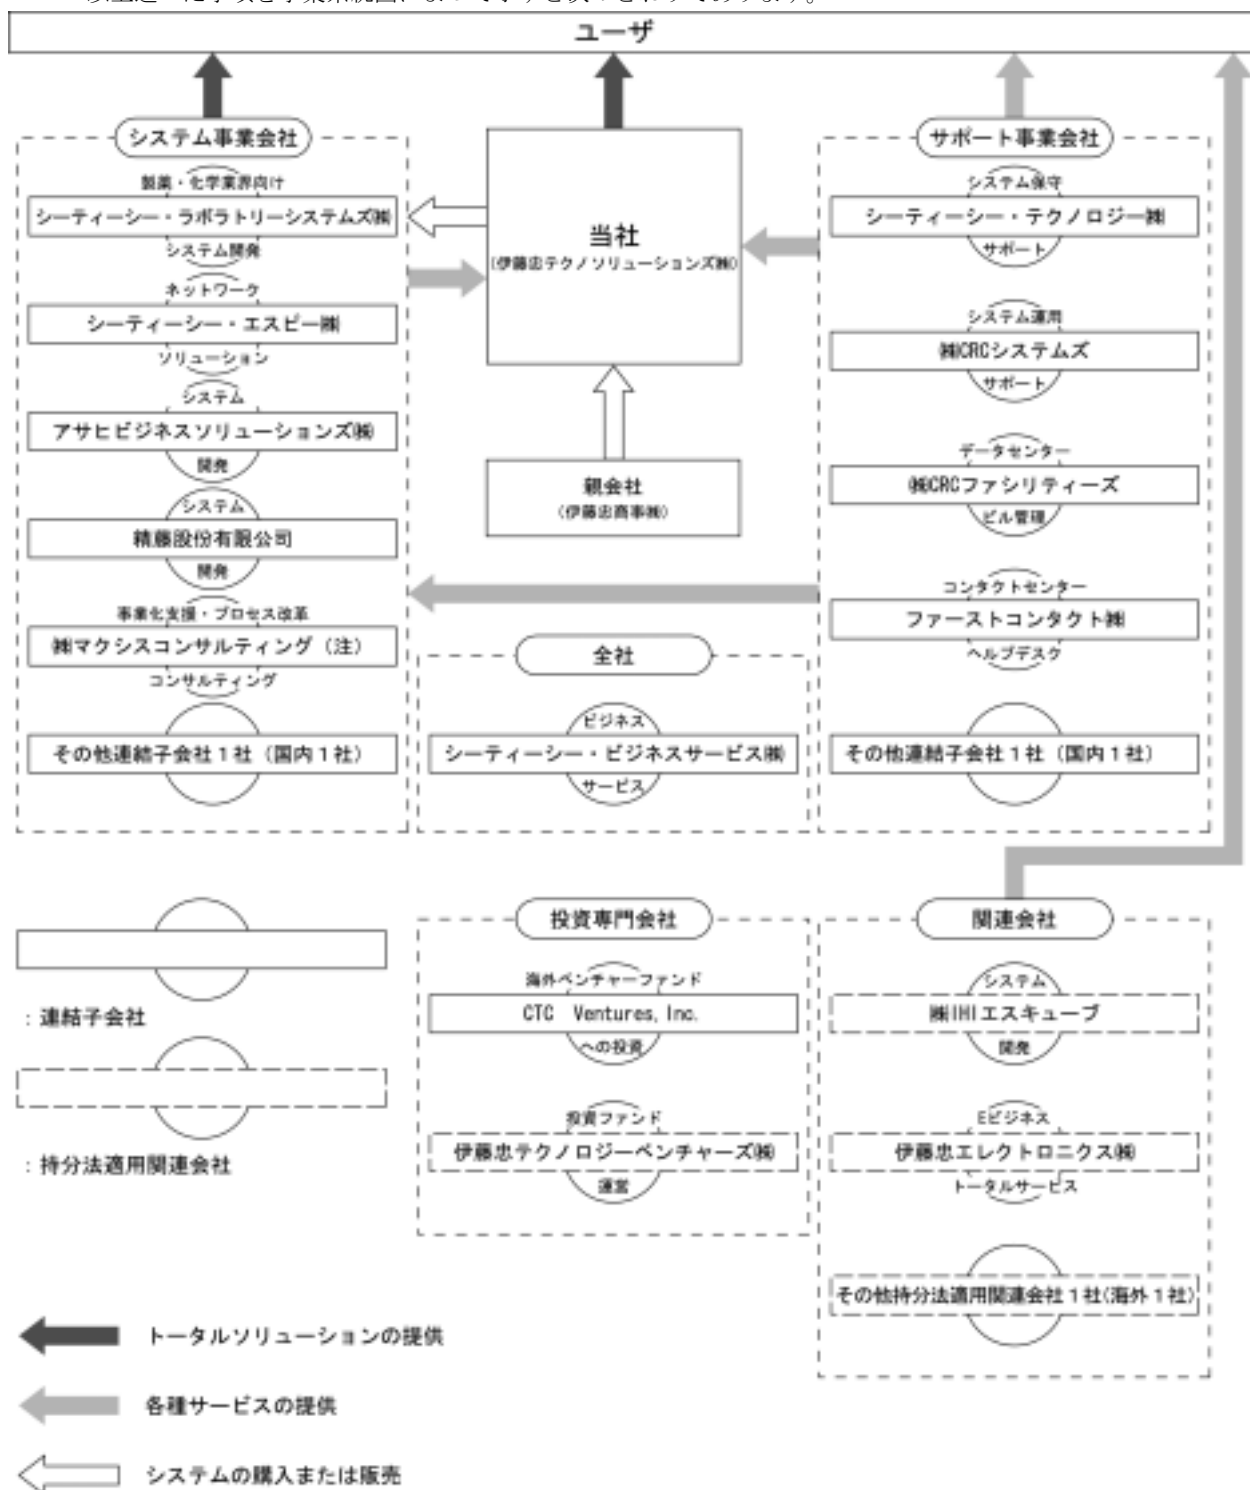 ユーザ
システム事業会社
製薬・化学業界向け
シーティーシー・ラボラトリーシステムズ㈱
システム開発
ネットワーク
シーティーシー・エスピー㈱
ソリューション
システム
アサヒビジネスソリューションズ㈱
開発
システム
精藤股份有限公司
開発
事業化支援・プロセス改革
㈱マクシスコンサルティング（注）
コンサルティング
その他連結子会社１社（国内１社）
当社
(伊藤忠テクノソリューションズ㈱)
親会社
(伊藤忠商事㈱)
全社
ビジネス
シーティーシー・ビジネスサービス㈱
サービス
サポート事業会社
システム保守
シーティーシー・テクノロジー㈱
サポート
システム運用
㈱CRCシステムズ
サポート
データセンター
㈱CRCファシリティーズ
ビル管理
コンタクトセンター
ファーストコンタクト㈱
ヘルプデスク
その他連結子会社１社（国内１社）
：連結子会社
：持分法適用関連会社
投資専門会社
海外ベンチャーファンド
CTC Ventures, Inc.
への投資
投資ファンド
伊藤忠テクノロジーベンチャーズ㈱
運営
関連会社
システム
㈱IHIエスキューブ
開発
Eビジネス
伊藤忠エレクトロニクス㈱
トータルサービス
その他持分法適用関連会社１社(海外１社)
トータルソリューションの提供
各種サービスの提供
システムの購入または販売